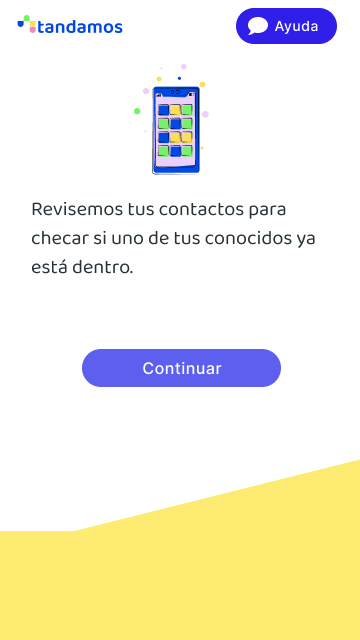 tandamos
Ayuda
Revisemos tus contactos para
checar si uno de tus conocidos ya
está dentro.
Continuar